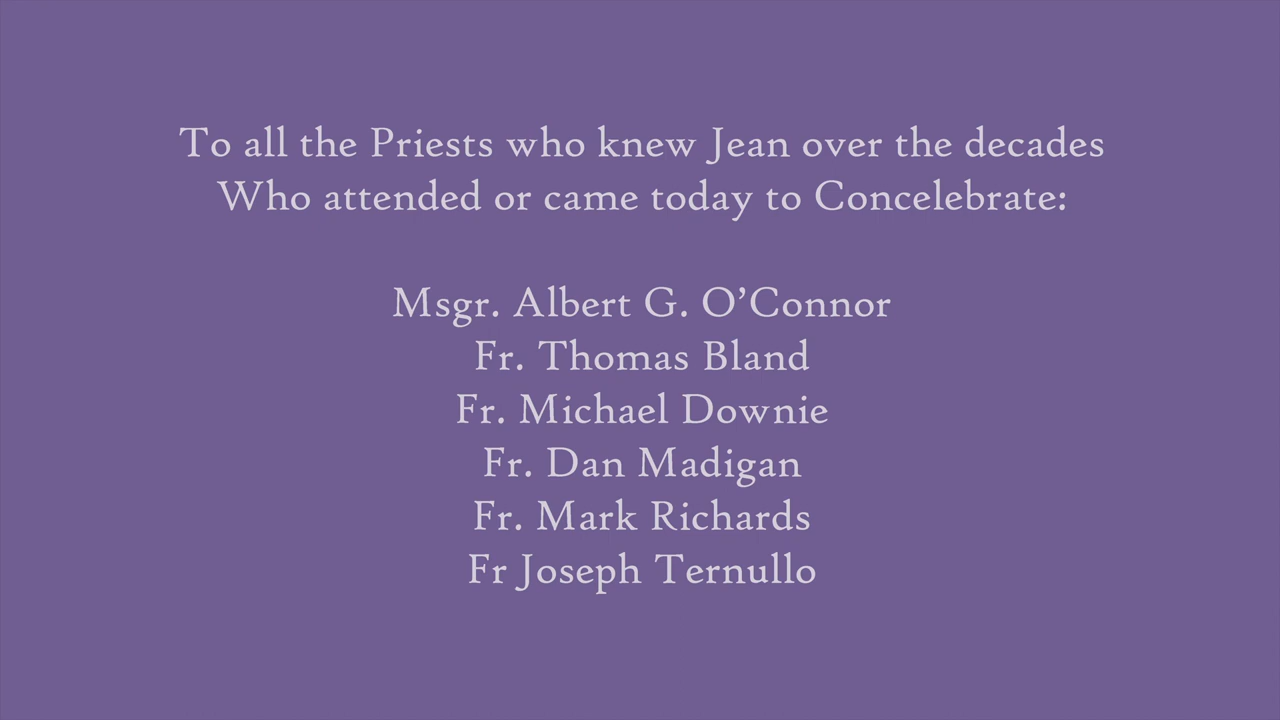 To all the Priests who knew Jean over the decades
Who attended or came today to Concelebrate:
Msgr. Albert G. O’Connor
Fr. Thomas Bland
Fr. Michael Downie
Fr. Dan Madigan
Fr. Mark Richards
Fr Joseph Ternullo